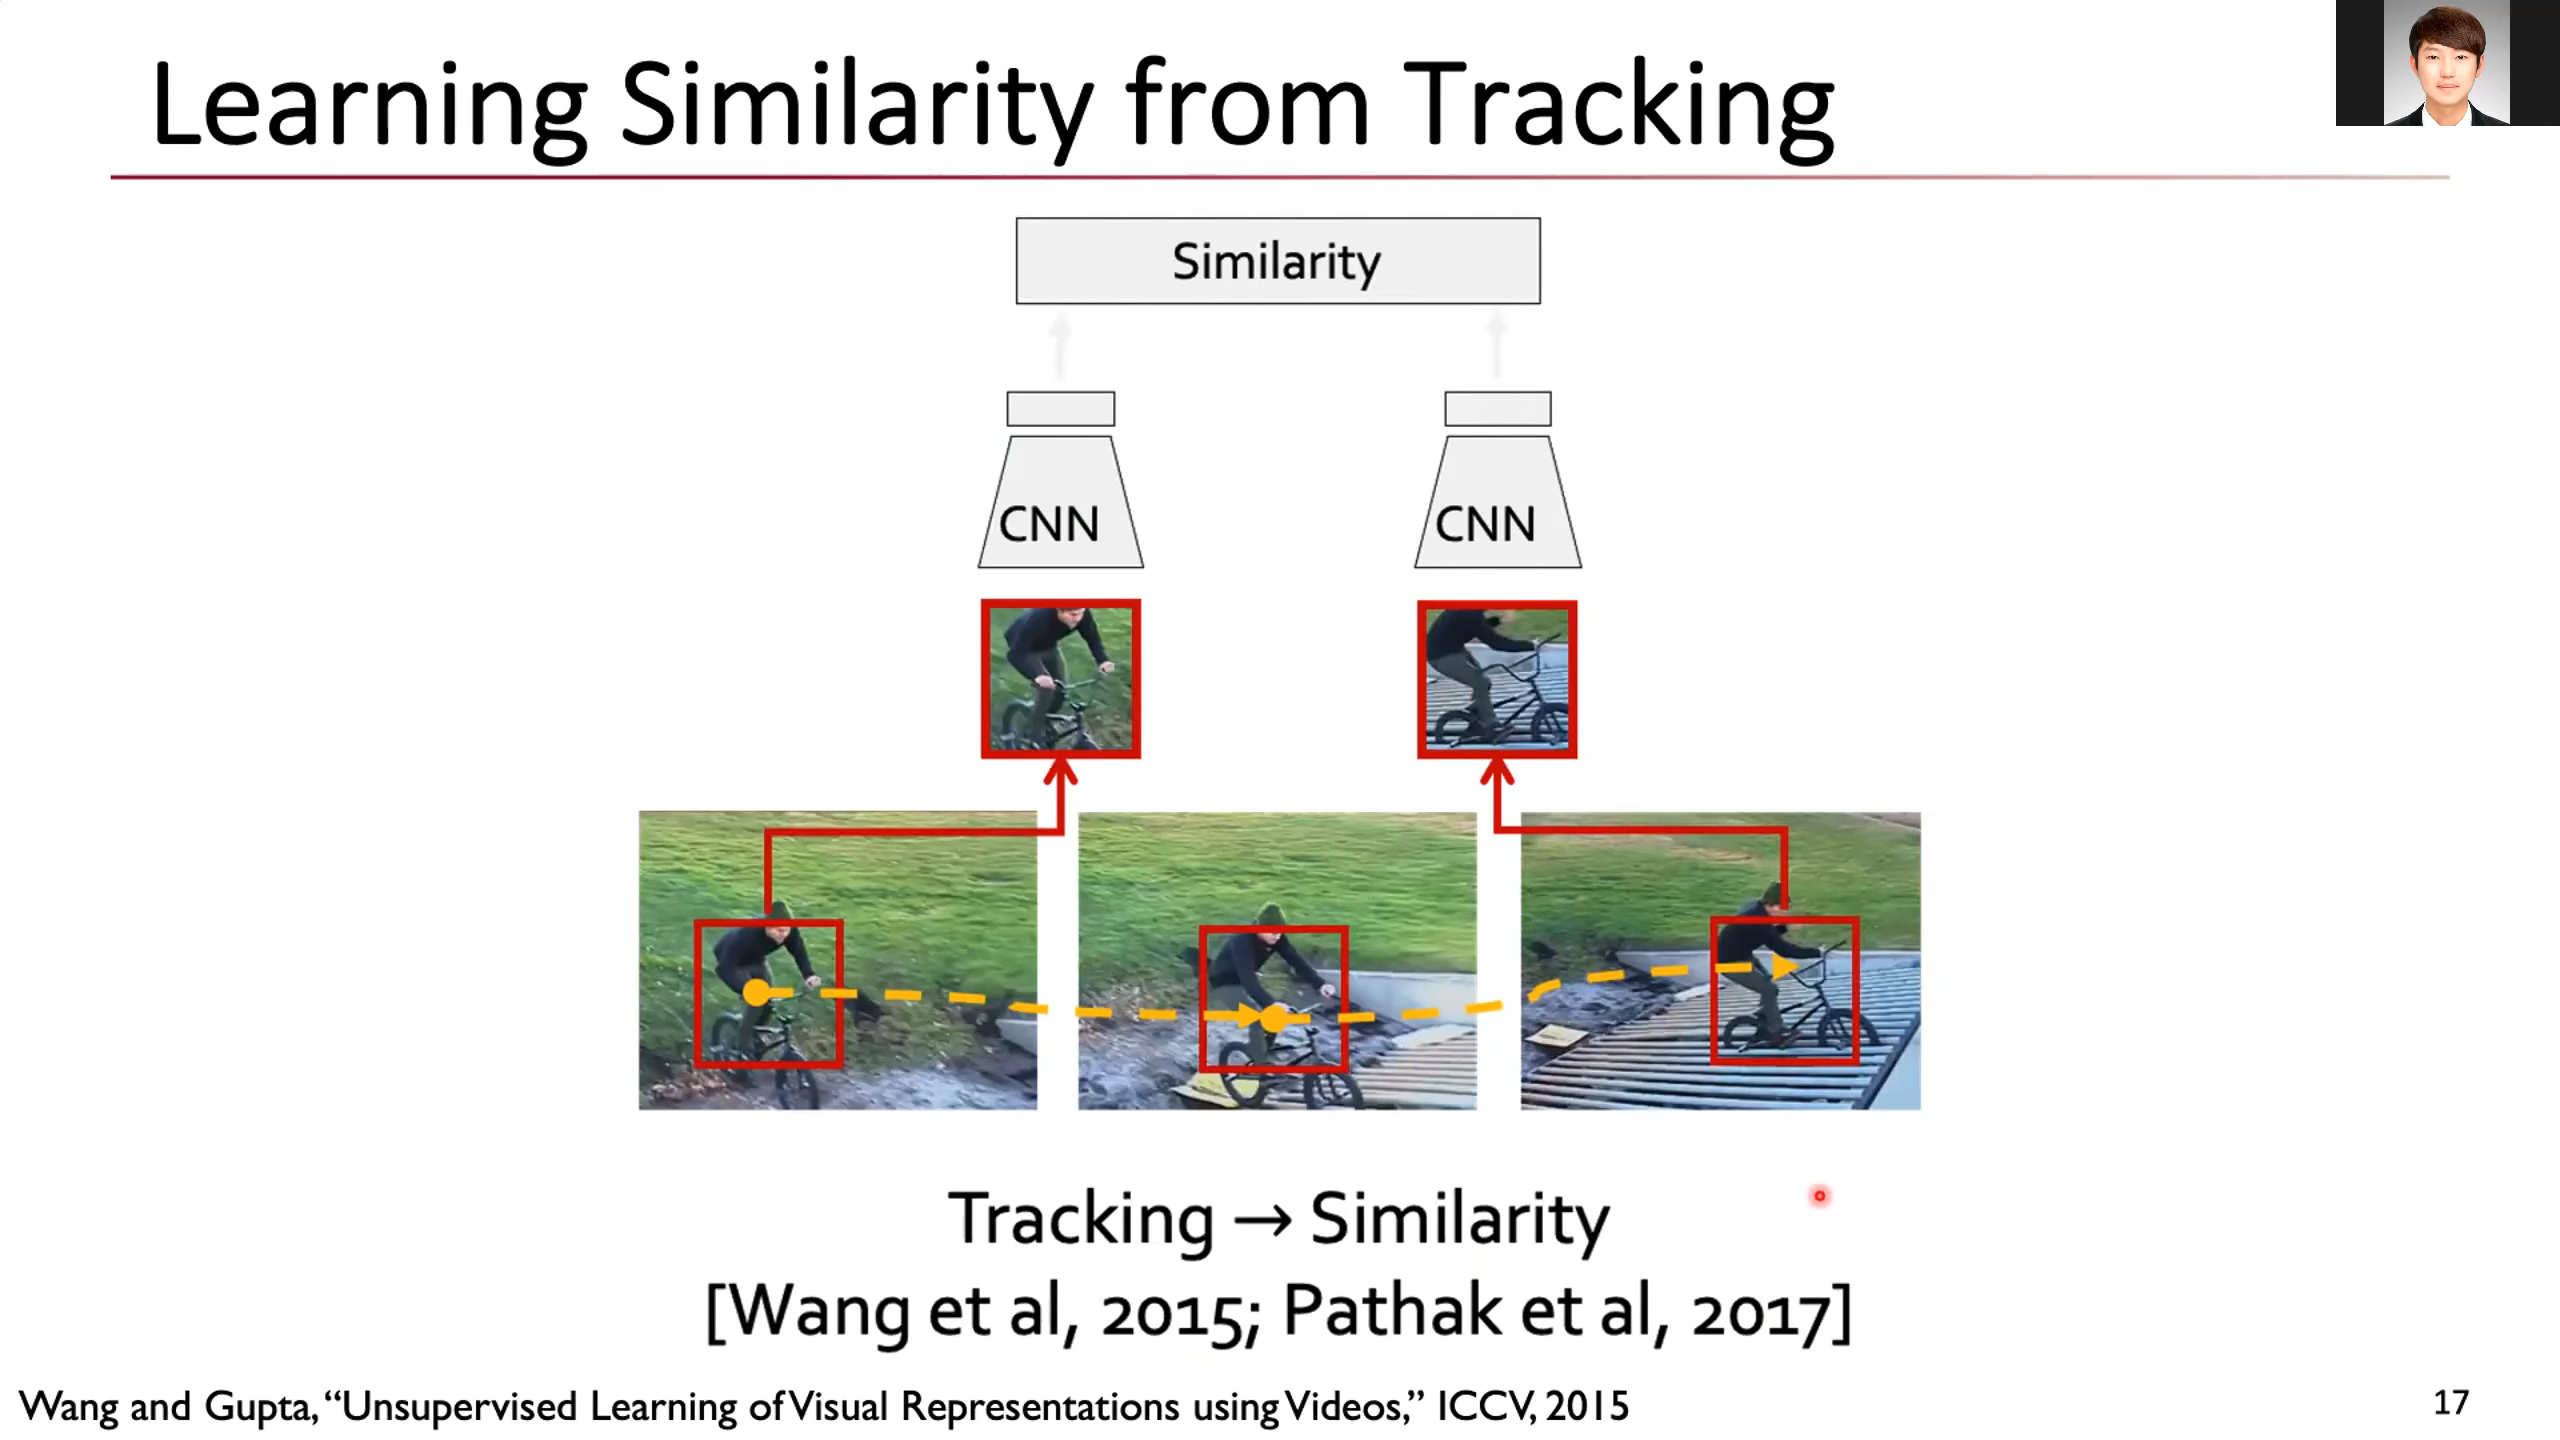 Learning Similarity from Tracking
Similarity
CNN CNN
Tracking → Similarity
[Wang et al, 2015; Pathak et al, 2017]
Wang and Gupta, “Unsupervised Learning of Visual Representations using Videos,” ICCV, 2015
17